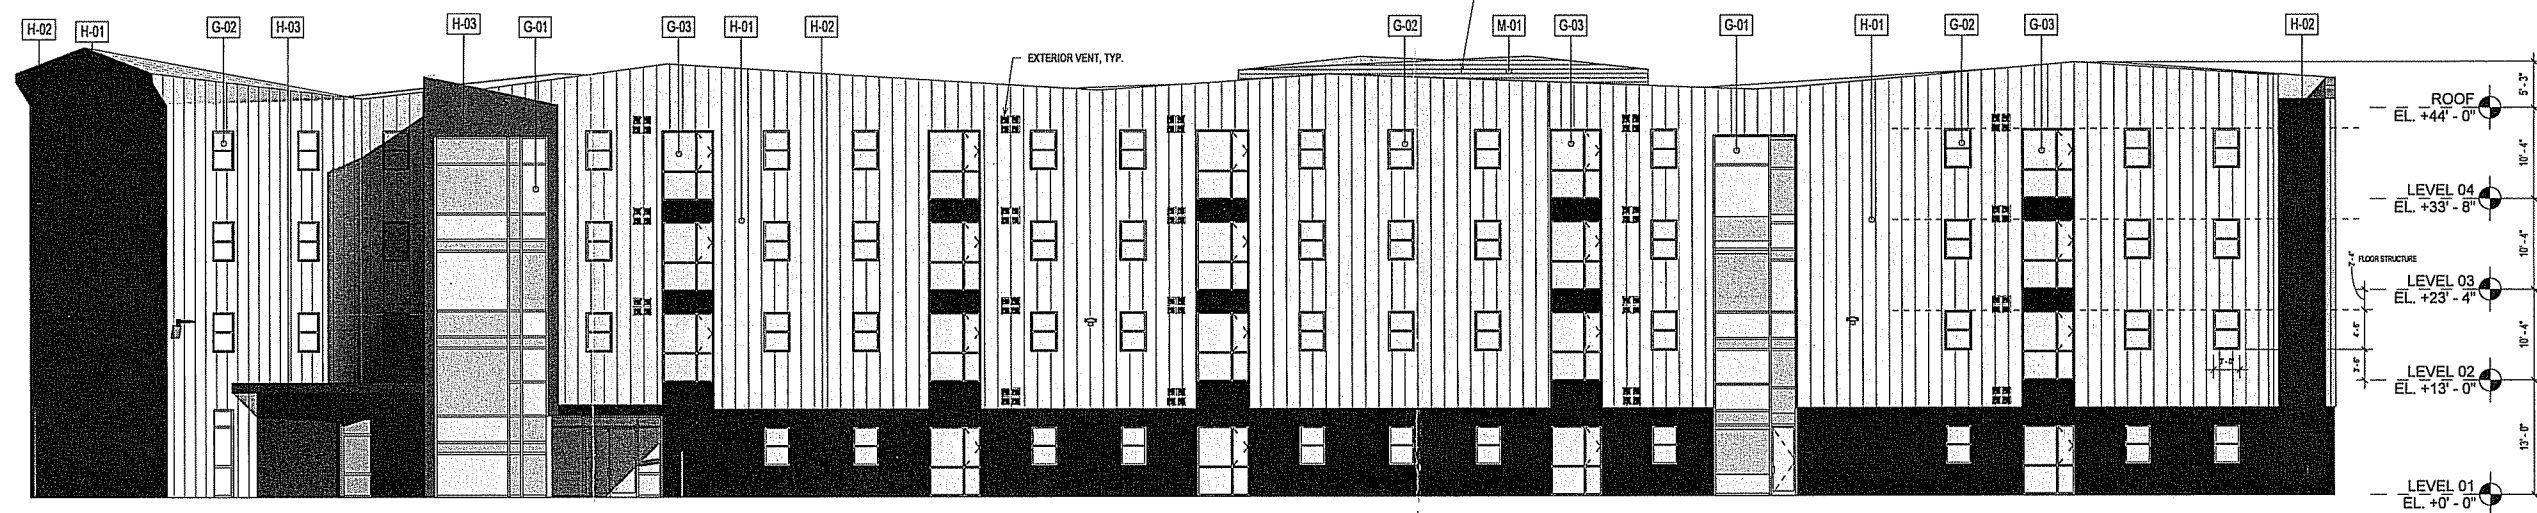 H-02
H-01
G-02
H-03
H-03
G-01
G-03
H-01
H-02
G-02
M-01
G-03
G-01
H-01
G-02
G-03
H-02
EXTERIOR VENT, TYP.
5' - 3"
ROOF
EL. +44' - 0"
10' - 4"
LEVEL 04
EL. +33' - 8"
10' - 4"
FLOOR STRUCTURE
LEVEL 03
EL. +23' - 4"
10' - 4"
LEVEL 02
EL. +13' - 0"
13' - 0"
LEVEL 01
EL. +0' - 0"